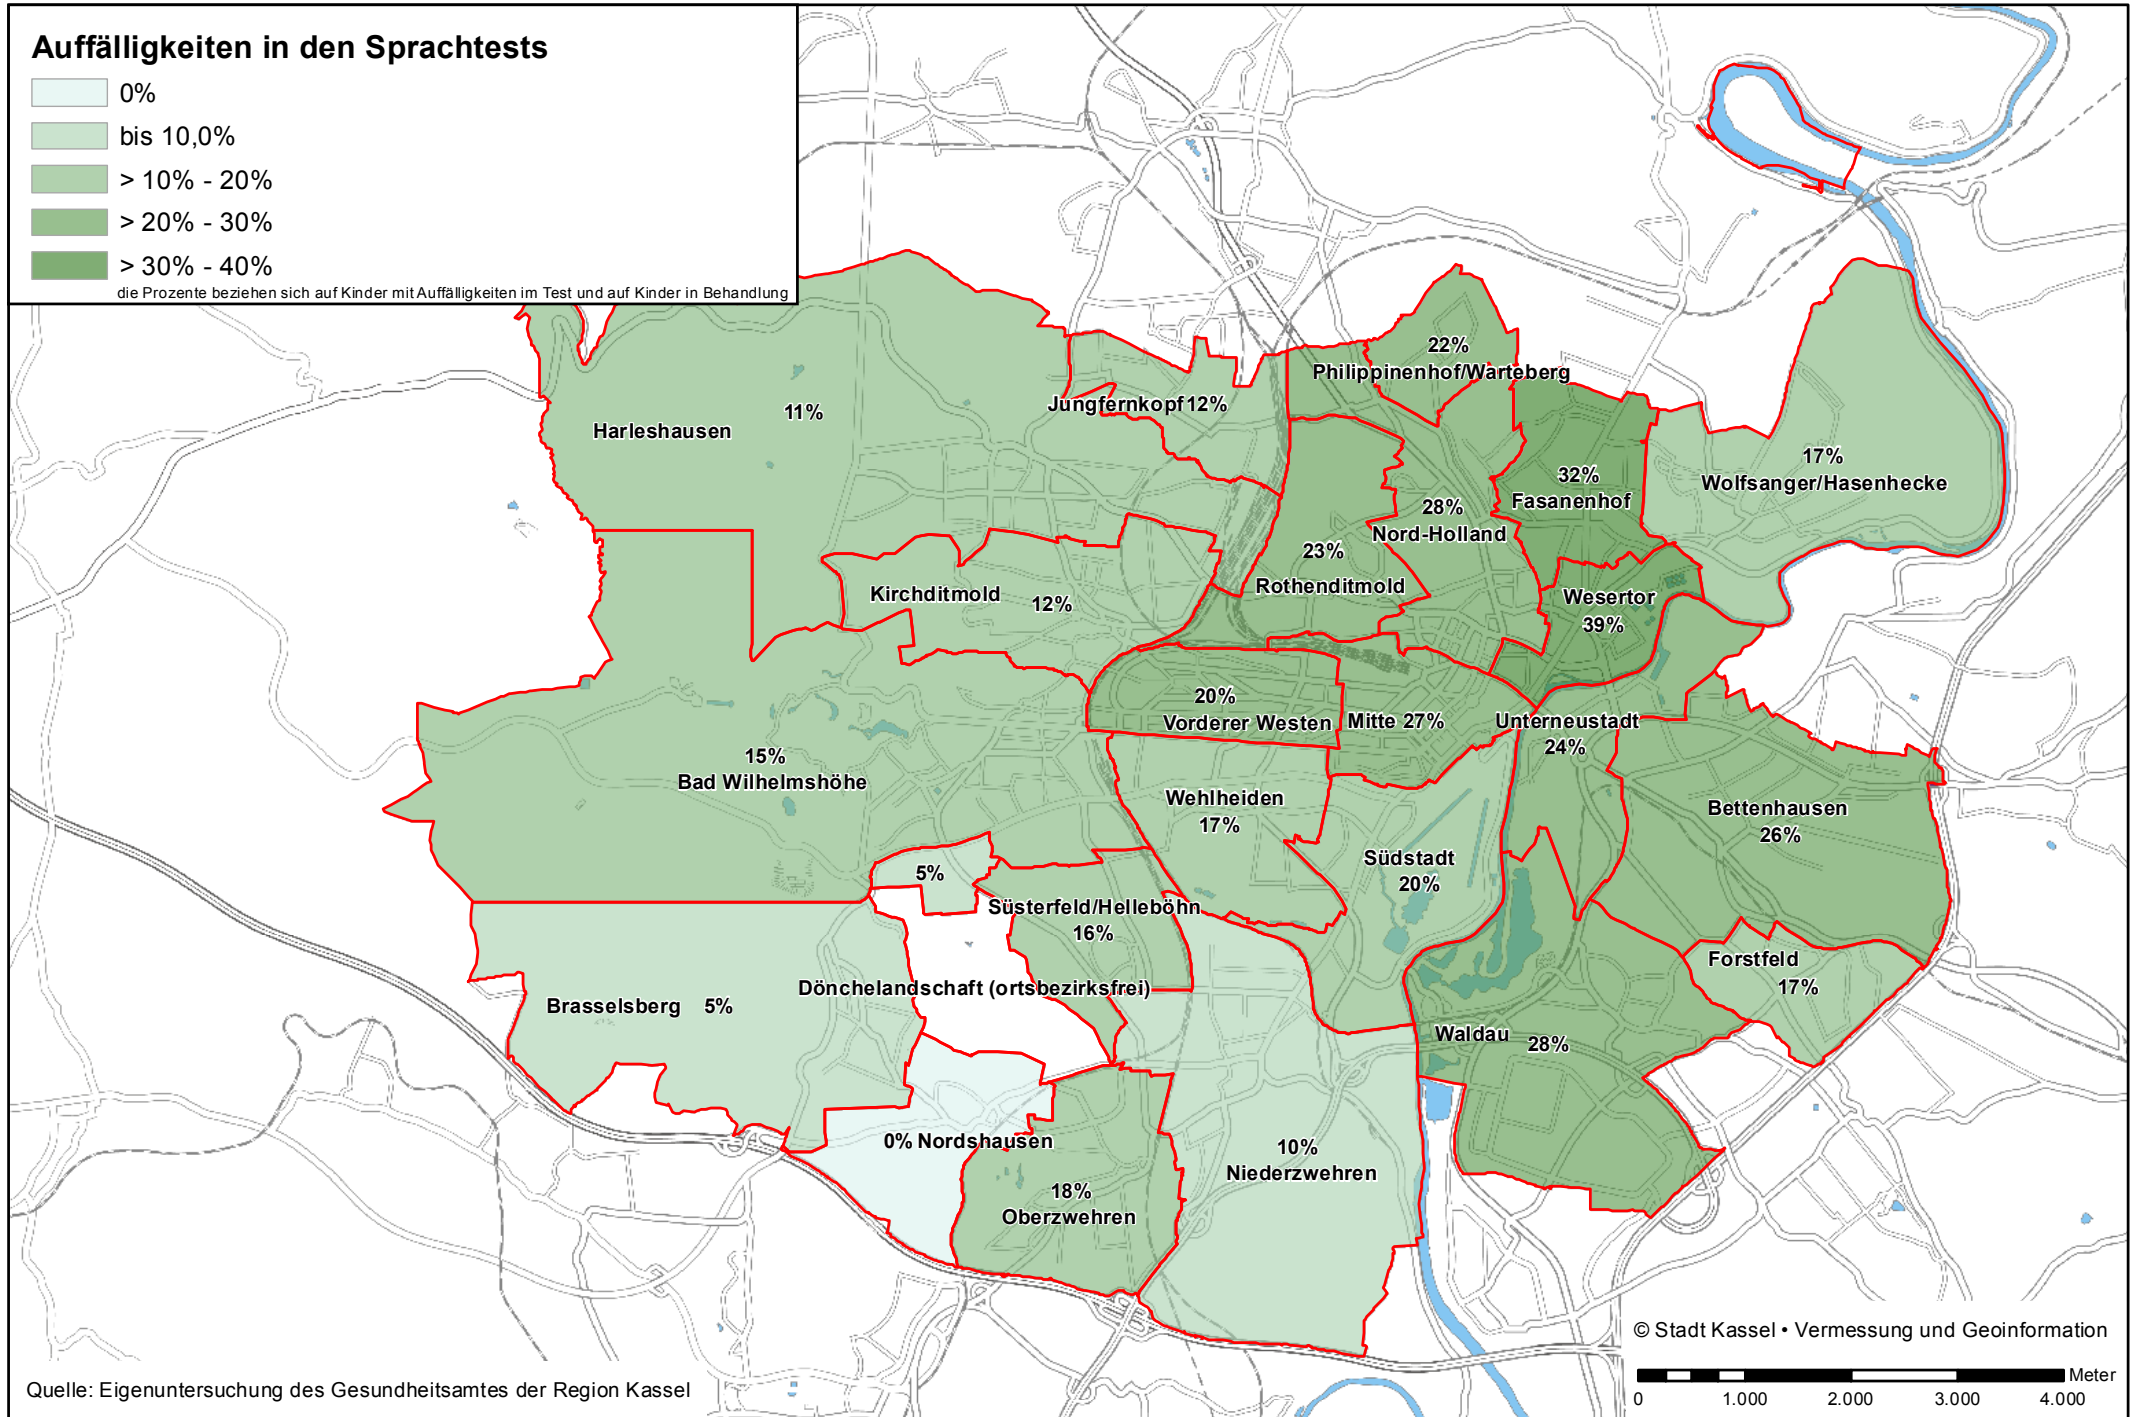 Auffälligkeiten in den Sprachtests
0%
bis 10,0%
> 10% - 20%
> 20% - 30%
> 30% - 40%
die Prozente beziehen sich auf Kinder mit Auffälligkeiten im Test und auf Kinder in Behandlung
22%
Philippinenhof/Warteberg
Jungfernkopf 12%
11%
Harleshausen
17%
Wolfsanger/Hasenhecke
32%
Fasanenhof
28%
Nord-Holland
23%
Rothenditmold
Kirchditmold
12%
Wesertor
39%
20%
Vorderer Westen
Mitte 27%
Unterneustadt
24%
15%
Bad Wilhelmshöhe
Wehlheiden
17%
Bettenhausen
26%
Südstadt
20%
5%
Süsterfeld/Helleböhn
16%
Forstfeld
17%
Dönchelandschaft (ortsbezirksfrei)
Brasselsberg 5%
Waldau 28%
0% Nordshausen
10%
Niederzwehren
18%
Oberzwehren
© Stadt Kassel • Vermessung und Geoinformation
Meter
0 1.000 2.000 3.000 4.000
Quelle: Eigenuntersuchung des Gesundheitsamtes der Region Kassel